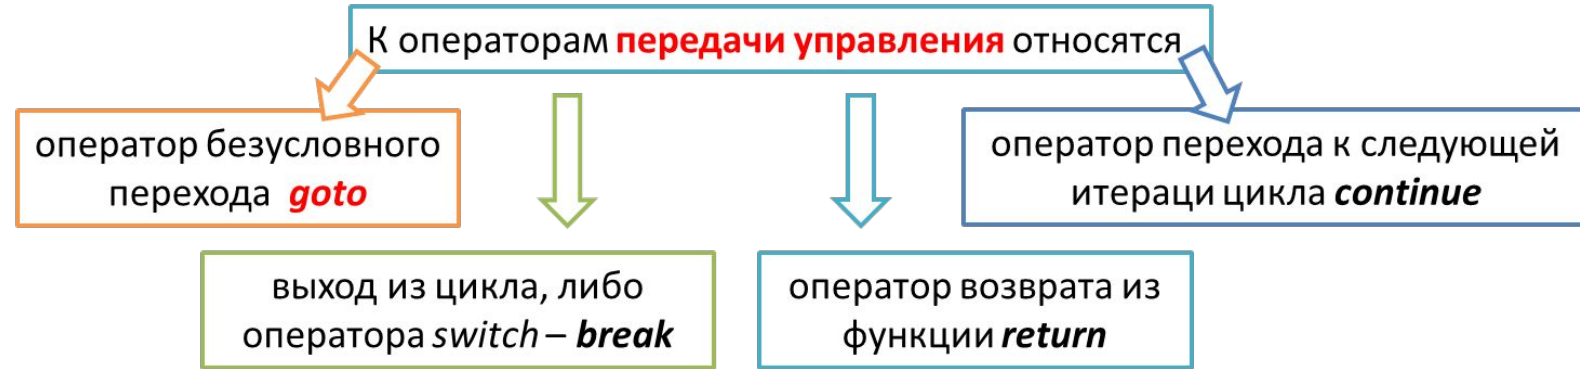 К операторам передачи управления относятся
оператор безусловного
перехода goto
оператор перехода к следующей
итераци цикла continue
выход из цикла, либо
оператора switch – break
оператор возврата из
функции return